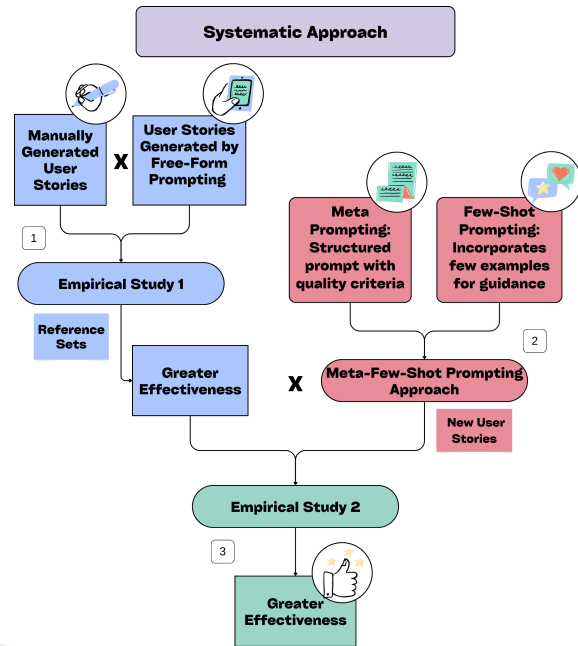 Systematic Approach
Manually
Generated
User
Stories
X
User Stories
Generated by
Free-Form
Prompting
Meta
Prompting:
Structured
prompt with
quality criteria
Few-Shot
Prompting:
Incorporates
few examples
for guidance
1
Empirical Study 1
2
Reference
Sets
Greater
Effectiveness
X
Meta-Few-Shot Prompting
Approach
New User
Stories
Empirical Study 2
3
Greater
Effectiveness